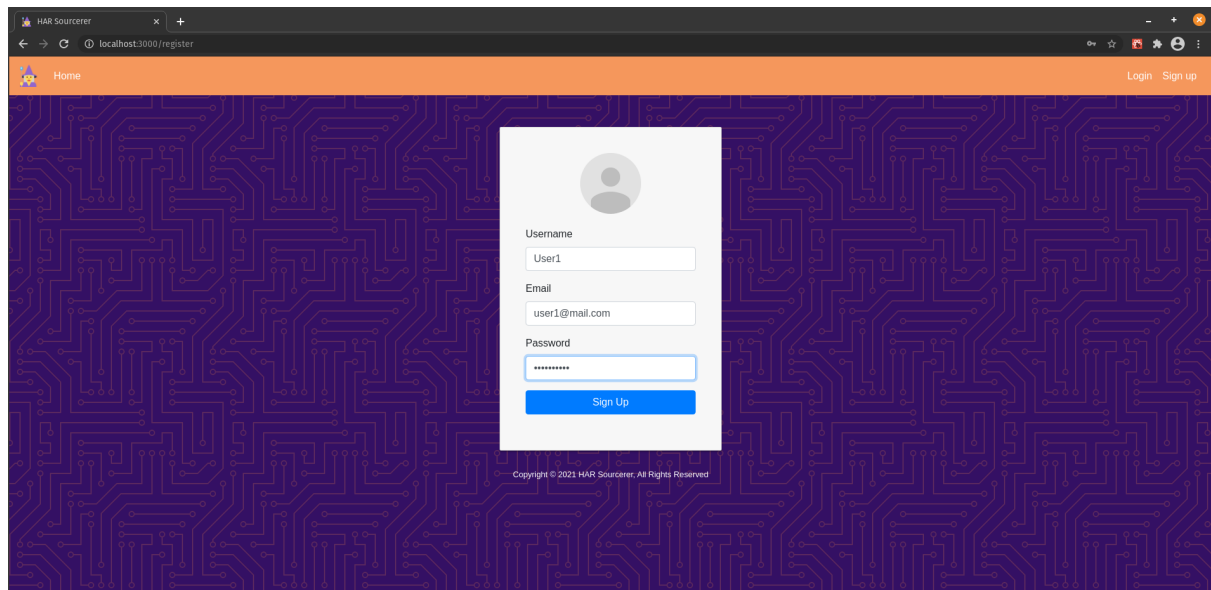 HAR Sourcerer
localhost:3000/register
Home
Login Sign up
Username
User1
Email
user1@mail.com
Password
••••••••••
Sign Up
Copyright © 2021 HAR Sourcerer, All Rights Reserved